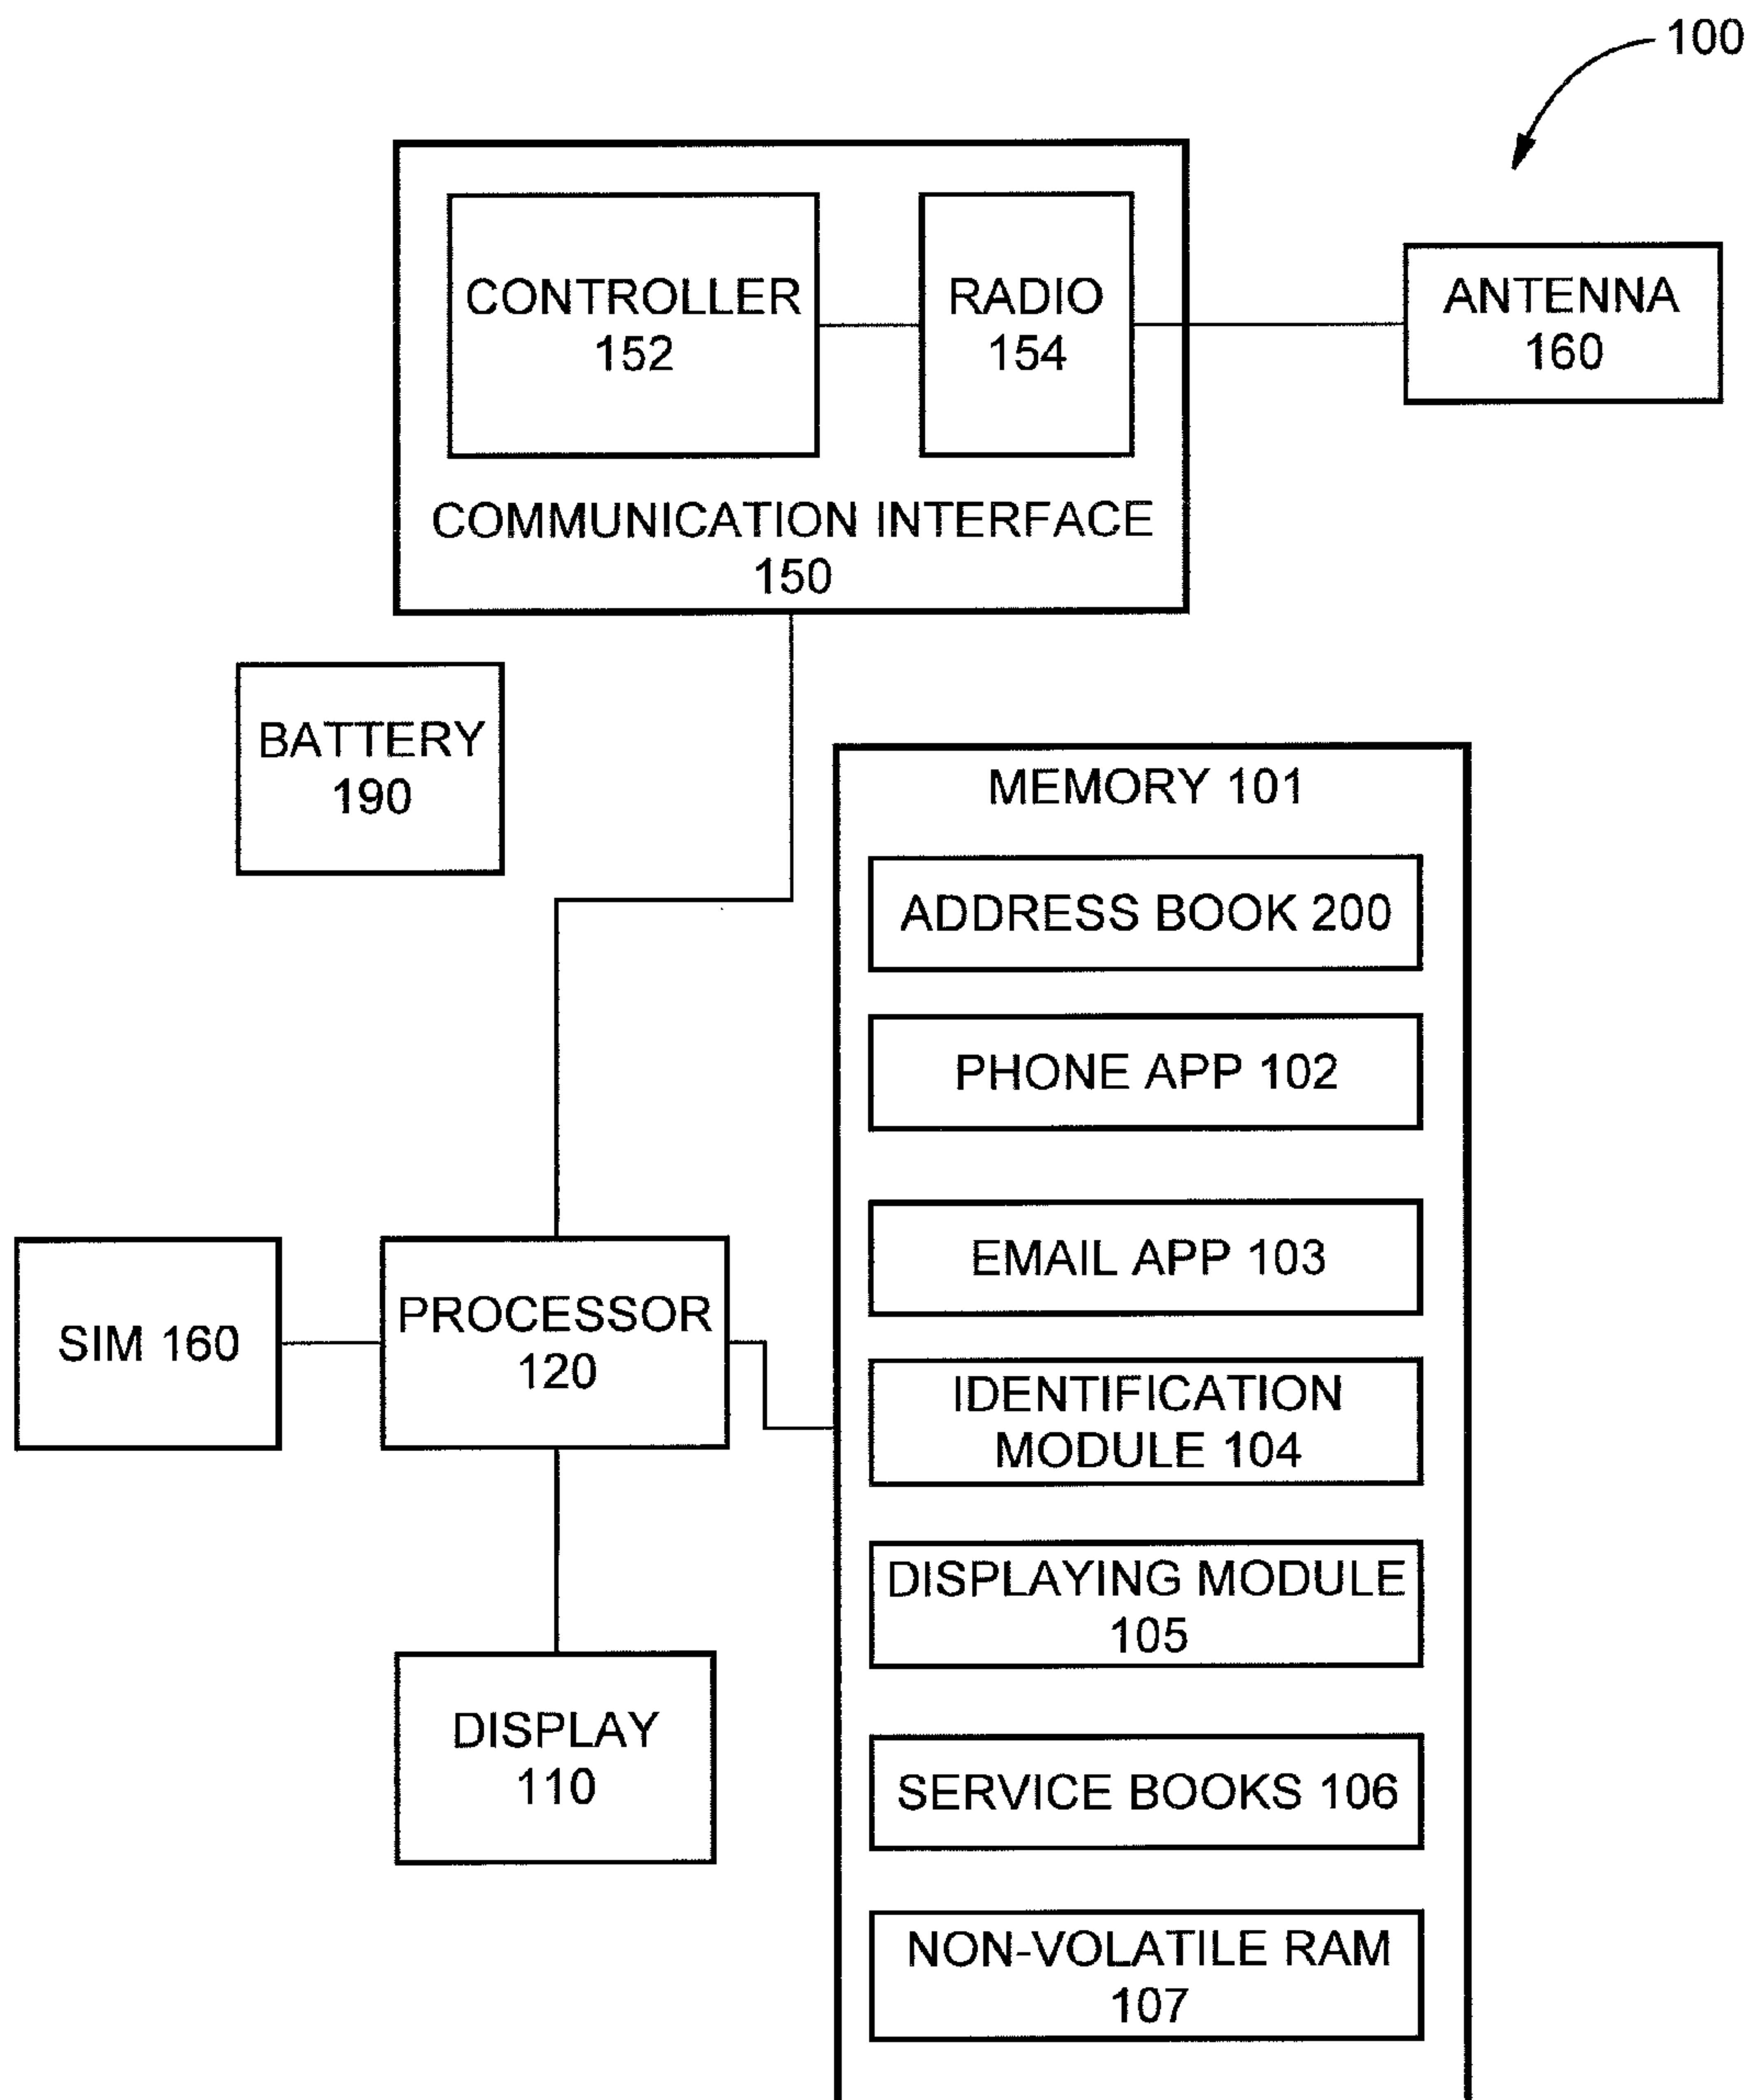 100
CONTROLLER
152
RADIO
154
ANTENNA
160
COMMUNICATION INTERFACE
150
BATTERY
190
MEMORY 101
ADDRESS BOOK 200
PHONE APP 102
EMAIL APP 103
SIM 160
PROCESSOR
120
IDENTIFICATION
MODULE 104
DISPLAYING MODULE
105
DISPLAY
110
SERVICE BOOKS 106
NON-VOLATILE RAM
107